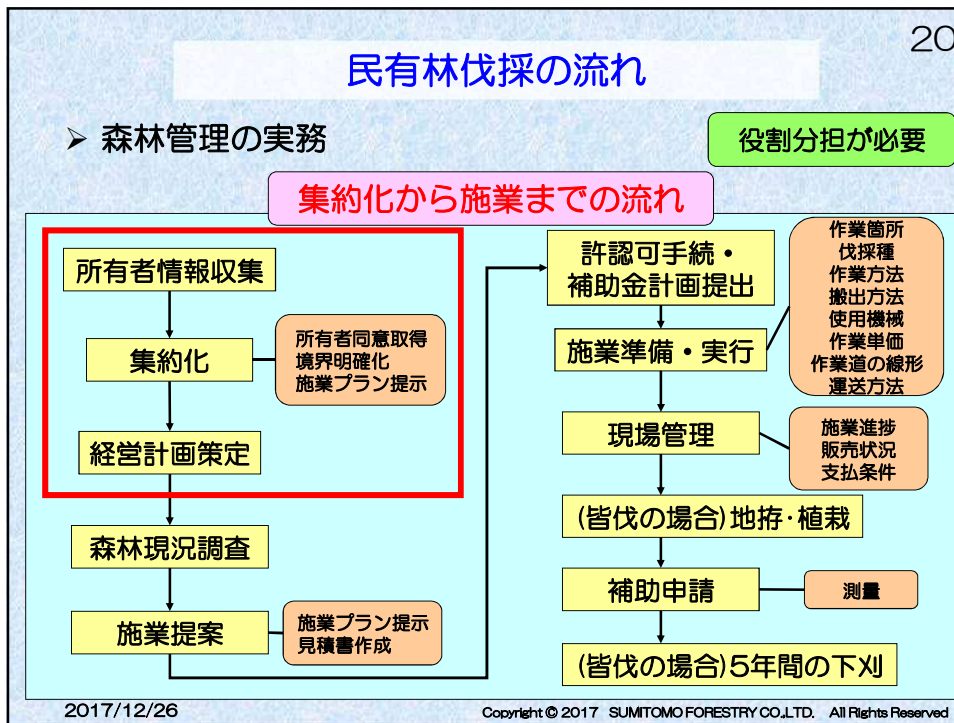 20
民有林伐採の流れ
➢ 森林管理の実務
役割分担が必要
集約化から施業までの流れ
所有者情報収集
集約化
所有者同意取得
境界明確化
施業プラン提示
経営計画策定
森林現況調査
施業提案
施業プラン提示
見積書作成
許認可手続・
補助金計画提出
施業準備・実行
作業箇所
伐採種
作業方法
搬出方法
使用機械
作業単価
作業道の線形
運送方法
現場管理
施業進捗
販売状況
支払条件
(皆伐の場合)地拵・植栽
補助申請
測量
(皆伐の場合)5年間の下刈
2017/12/26
Copyright © 2017 SUMITOMO FORESTRY CO.,LTD. All Rights Reserved